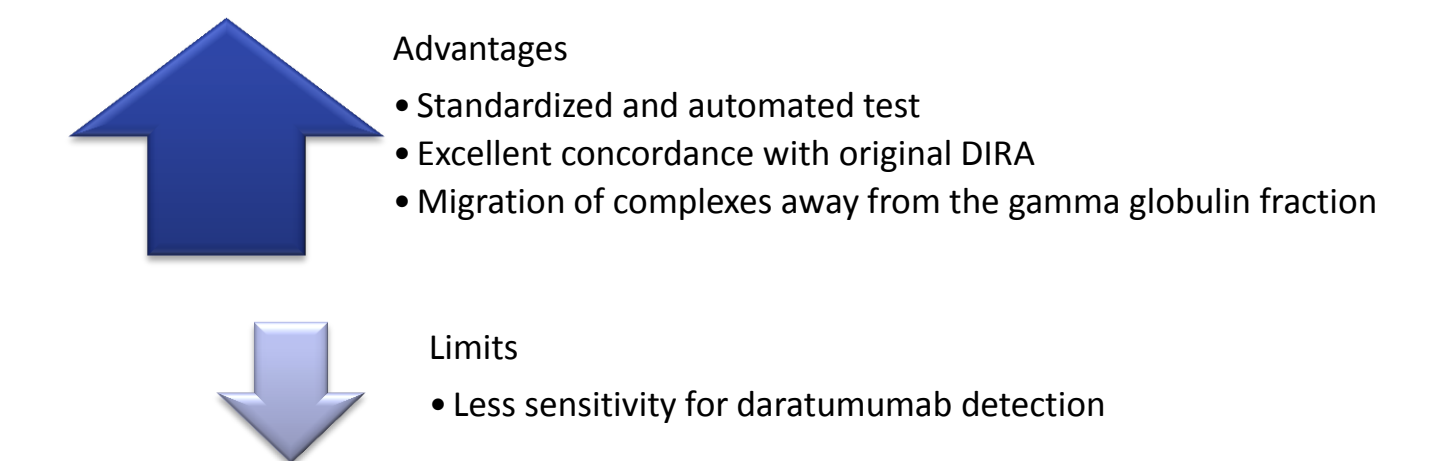 Advantages
• Standardized and automated test
• Excellent concordance with original DIRA
• Migration of complexes away from the gamma globulin fraction
Limits
• Less sensitivity for daratumumab detection